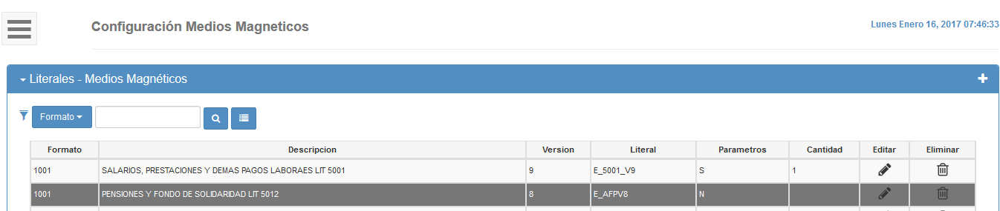 Configuración Medios Magneticos
Lunes Enero 16, 2017 07:46:33
Literales - Medios Magnéticos
Formato
Formato Descripcion Version Literal Parametros Cantidad Editar Eliminar
1001 SALARIOS, PRESTACIONES Y DEMAS PAGOS LABORAES LIT 5001 9 E_5001_V9 S 1
1001 PENSIONES Y FONDO DE SOLIDARIDAD LIT 5012 8 E_AFPV8 N